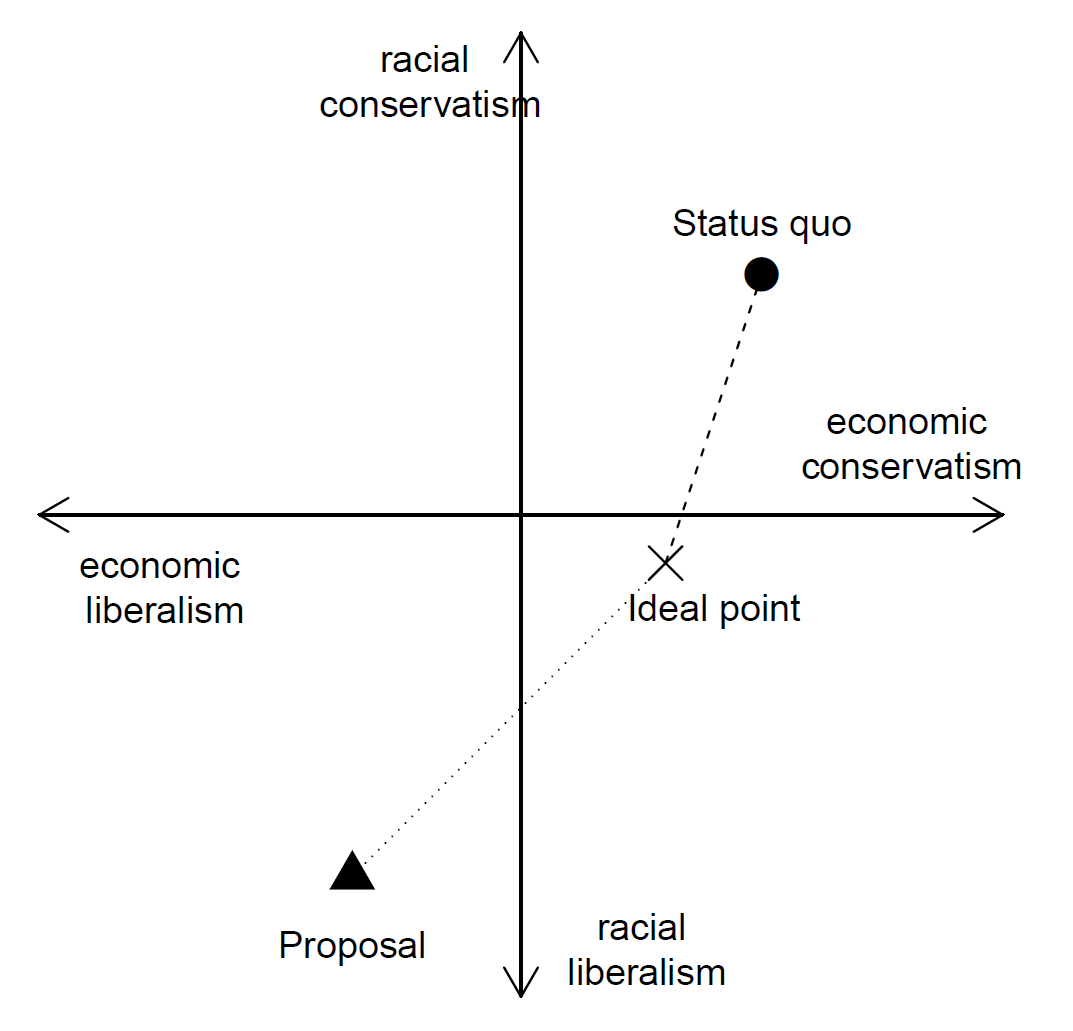 racial
conservatism
Status quo
economic
conservatism
economic
liberalism
Ideal point
Proposal
racial
liberalism